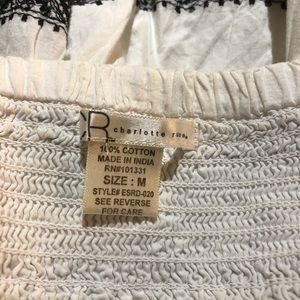 R
charlotte russe
100% COTTON
MADE IN INDIA
RN#101331
SIZE : M
STYLE# ESRD-020
SEE REVERSE
FOR CARE